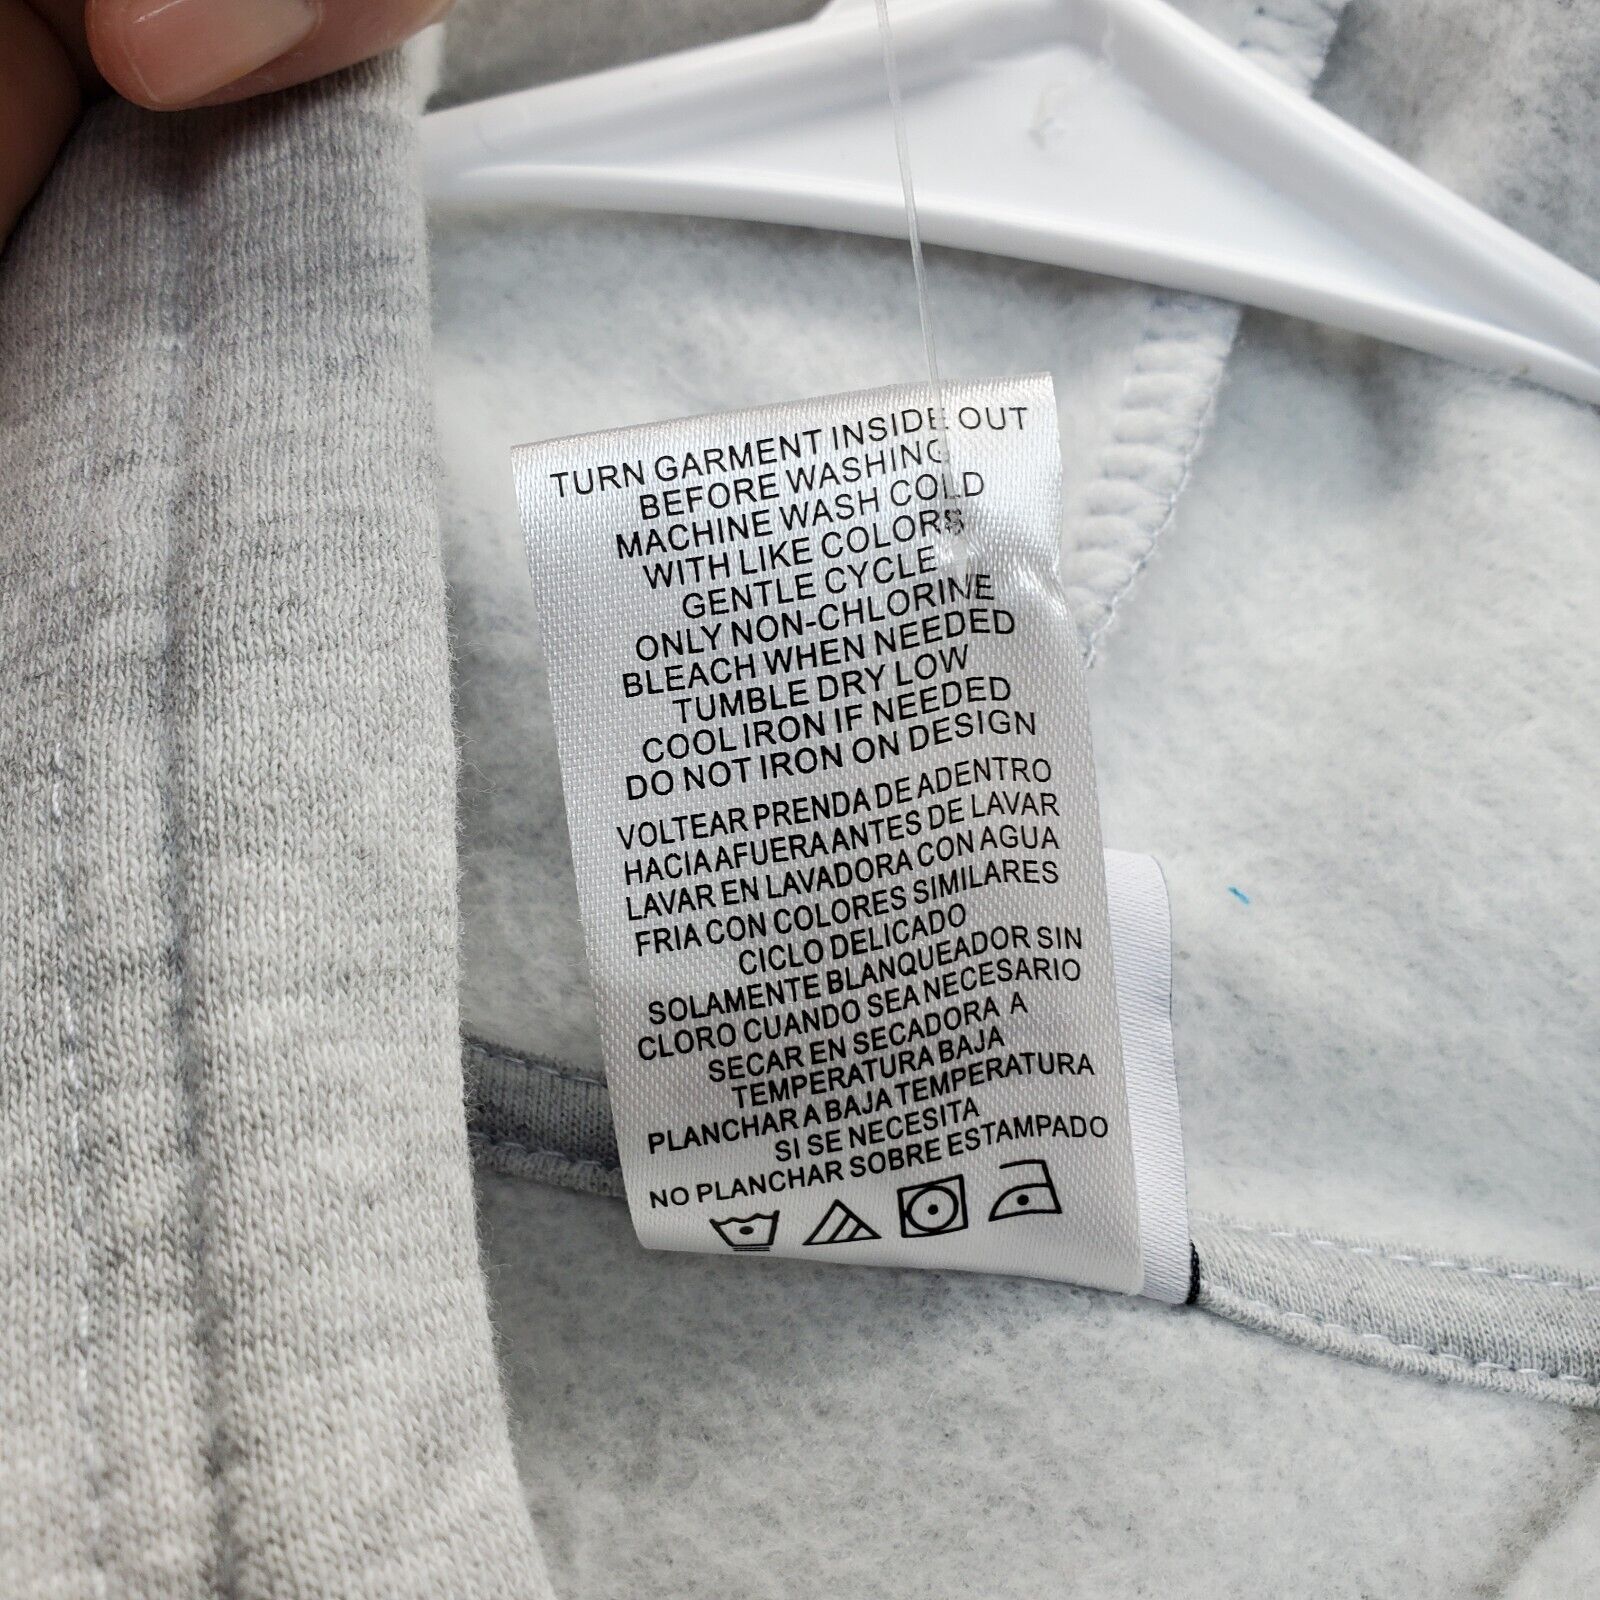 TURN GARMENT INSIDE OUT
BEFORE WASHING
MACHINE WASH COLD
WITH LIKE COLORS
GENTLE CYCLE
ONLY NON-CHLORINE
BLEACH WHEN NEEDED
TUMBLE DRY LOW
COOL IRON IF NEEDED
DO NOT IRON ON DESIGN
VOLTEAR PRENDA DE ADENTRO
HACIA AFUERA ANTES DE LAVAR
LAVAR EN LAVADORA CON AGUA
FRIA CON COLORES SIMILARES
CICLO DELICADO
SOLAMENTE BLANQUEADOR SIN
CLORO CUANDO SEA NECESARIO
SECAR EN SECADORA A
TEMPERATURA BAJA
PLANCHAR A BAJA TEMPERATURA
SI SE NECESITA
NO PLANCHAR SOBRE ESTAMPADO